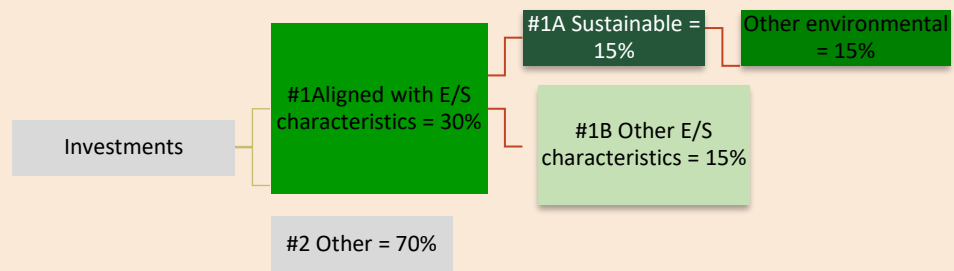 Investments
#1Aligned with E/S
characteristics = 30%
#2 Other = 70%
#1A Sustainable =
15%
#1B Other E/S
characteristics = 15%
Other environmental
= 15%